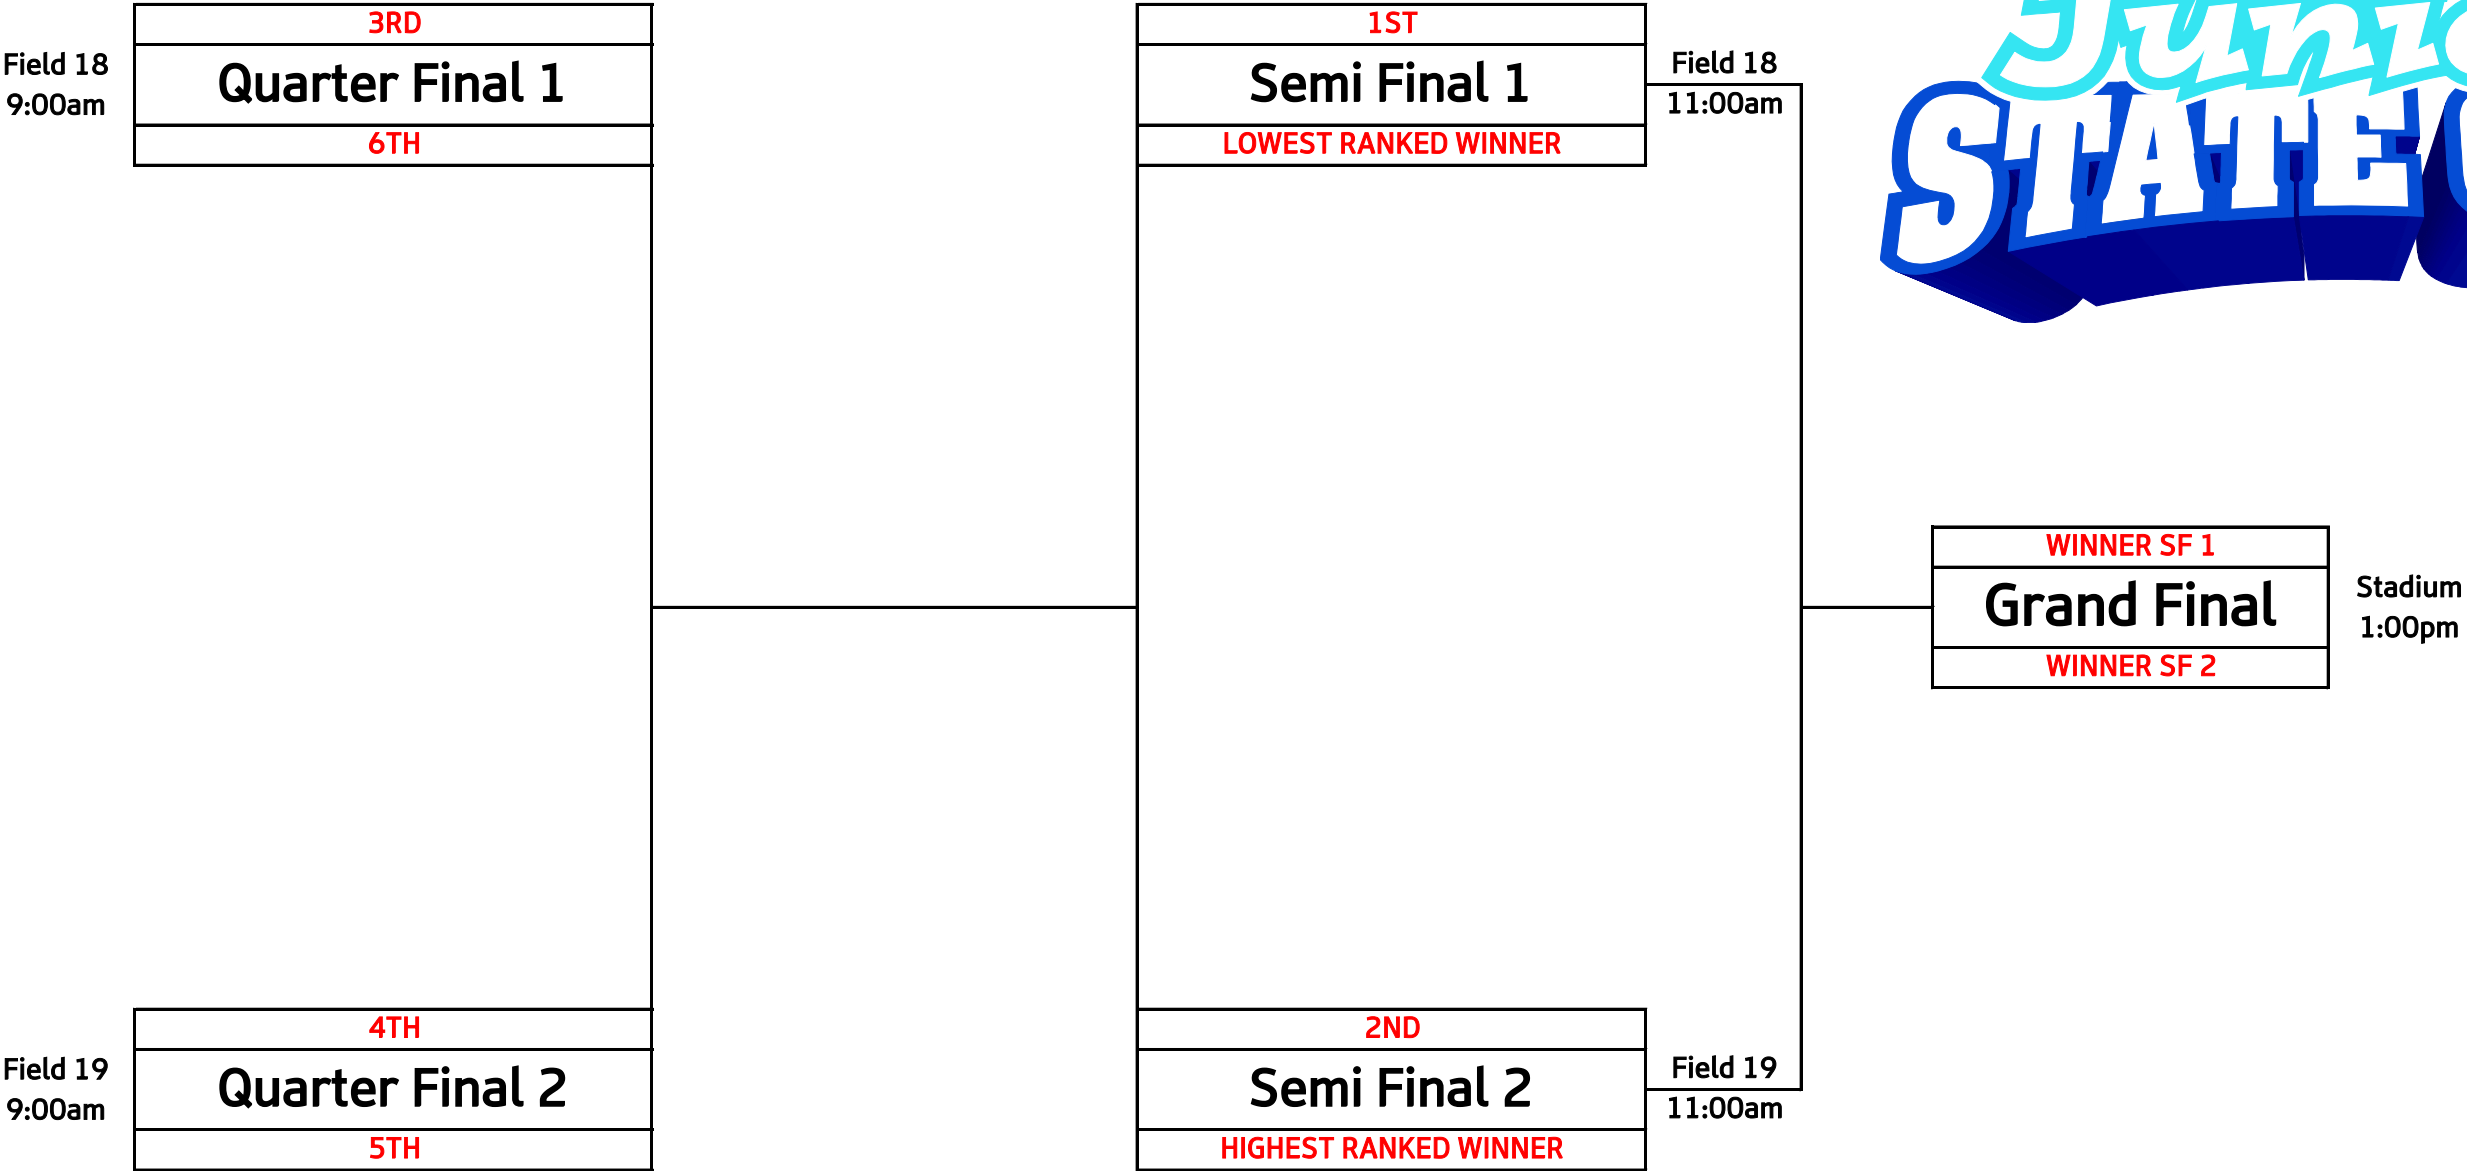 3RD
Field 18
9:00am
Quarter Final 1
6TH
1ST
Semi Final 1
LOWEST RANKED WINNER
Field 18
11:00am
STATE
WINNER SF 1
Grand Final
WINNER SF 2
Stadium
1:00pm
4TH
Field 19
9:00am
Quarter Final 2
5TH
2ND
Semi Final 2
HIGHEST RANKED WINNER
Field 19
11:00am